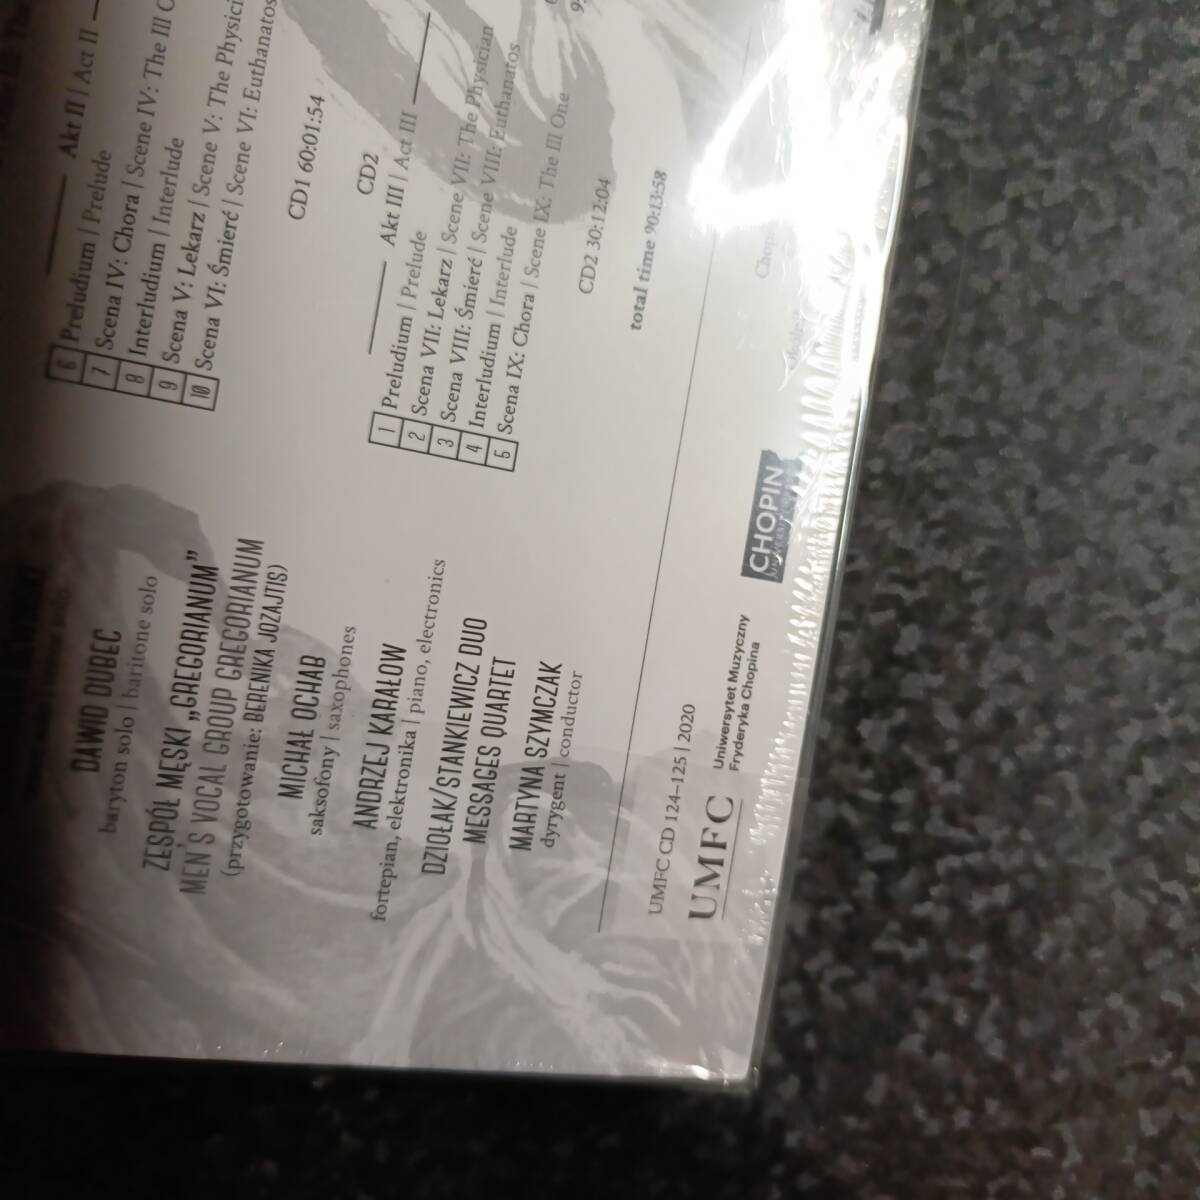 DAWID DUBEC
baryton solo | baritone solo
ZESPÓŁ MĘSKI „GREGORIANUM”
MEN'S VOCAL GROUP GREGORIANUM
(przygotowanie: BERENIKA JOZAJTIS)
MICHAŁ OCHAB
saksofony | saxophones
ANDRZEJ KARAŁOW
fortepian, elektronika | piano, electronics
DZIOŁAK/STANKIEWICZ DUO
MESSAGES QUARTET
MARTYNA SZYMCZAK
dyrygent | conductor
Akt II | Act II
6 Preludium | Prelude
7 Scena IV: Chora | Scene IV: The III
8 Interludium | Interlude
9 Scena V: Lekarz | Scene V: The
10 Scena VI: Śmierć | Scene VI: Euthanatos
CD1 60:01:54
CD2
Akt III | Act III
1 Preludium | Prelude
2 Scena VII: Lekarz | Scene VII: The Physician
3 Scena VIII: Śmierć | Scene VIII: Euthanatos
4 Interludium | Interlude
5 Scena IX: Chora | Scene IX: The III One
CD2 30:12:04
total time 90:13:58
UMFC CD 124–125 | 2020
UMFC
Uniwersytet Muzyczny
Fryderyka Chopina
CHOPIN